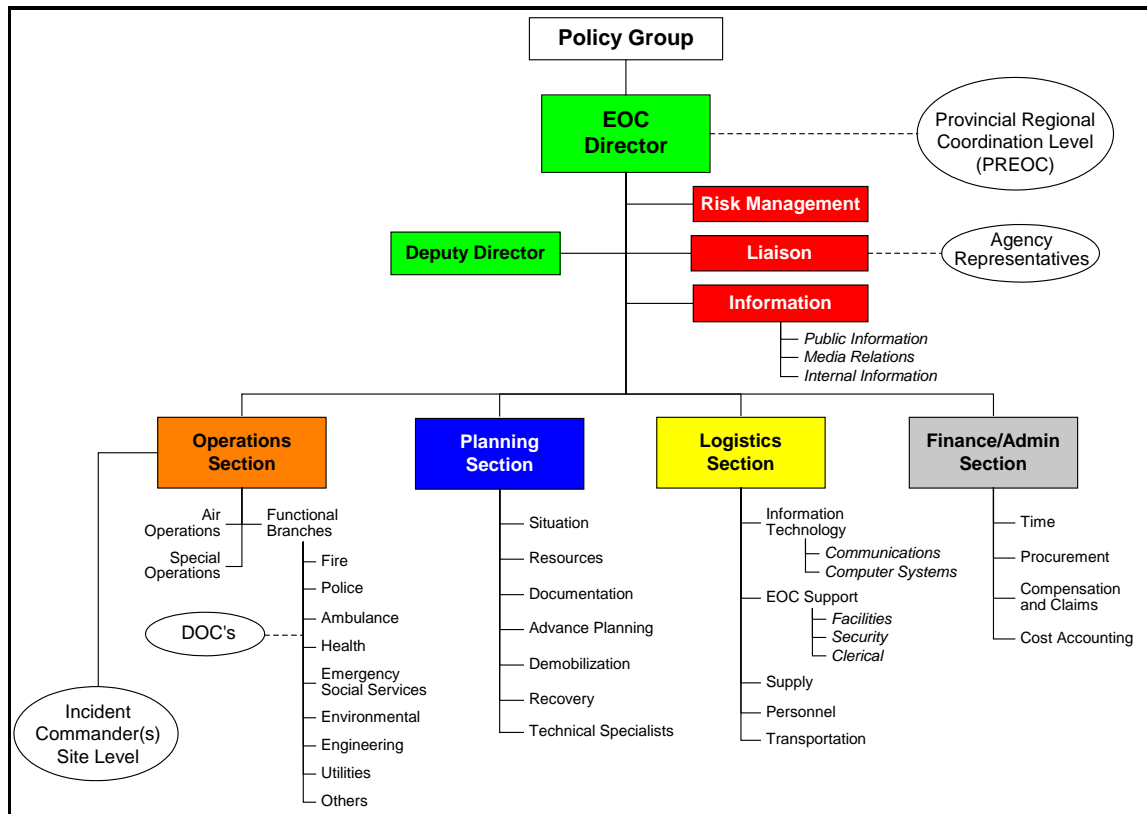 Policy Group
EOC
Director
Provincial Regional
Coordination Level
(PREOC)
Risk Management
Deputy Director
Liaison
Agency
Representatives
Information
Public Information
Media Relations
Internal Information
Operations
Section
Planning
Section
Logistics
Section
Finance/Admin
Section
Air
Operations
Special
Operations
Functional
Branches
Fire
Police
Ambulance
Health
Emergency
Social Services
Environmental
Engineering
Utilities
Others
DOC's
Incident
Commander(s)
Site Level
Situation
Resources
Documentation
Advance Planning
Demobilization
Recovery
Technical Specialists
Information
Technology
Communications
Computer Systems
EOC Support
Facilities
Security
Clerical
Supply
Personnel
Transportation
Time
Procurement
Compensation
and Claims
Cost Accounting